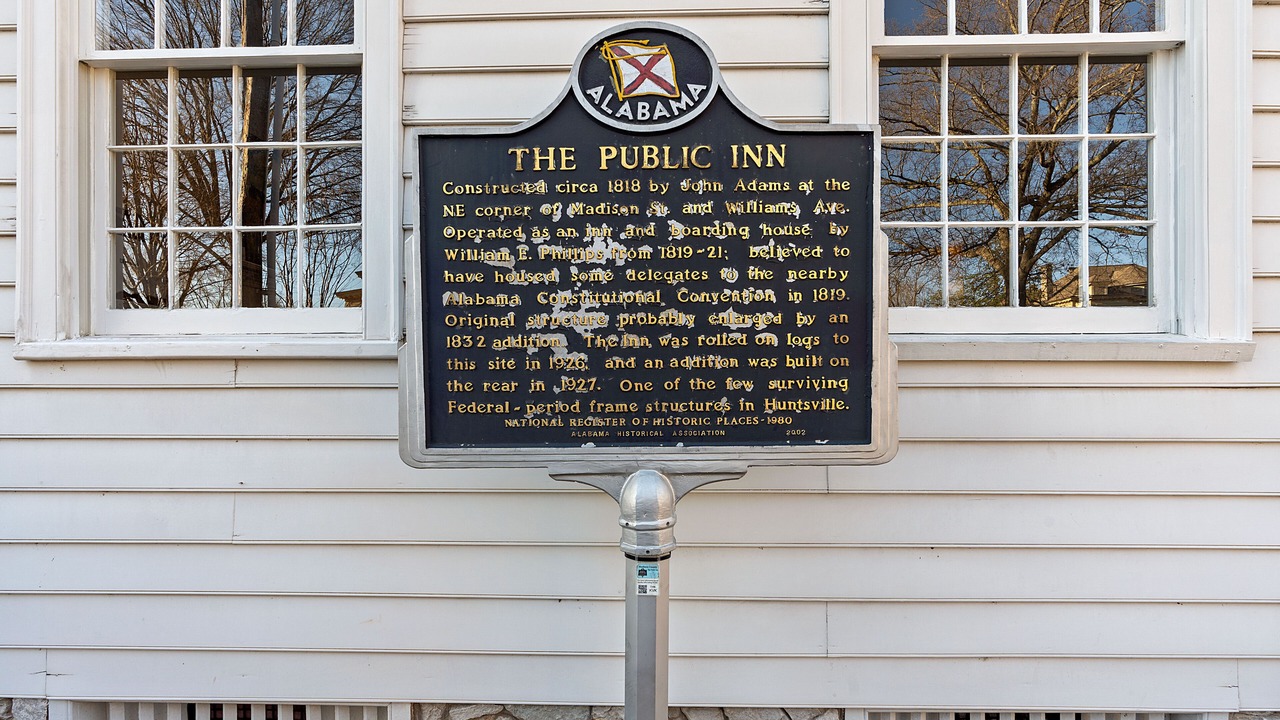 ALABAMA
THE PUBLIC INN
Constructed circa 1818 by John Adams at the
NE corner of Madison St. and Williams Ave.
Operated as an inn and boarding house by
William E. Phillips from 1819-21; believed to
have housed some delegates to the nearby
Alabama Constitutional Convention in 1819.
Original structure probably enlarged by an
1832 addition. The Inn was rolled on logs to
this site in 1926, and an addition was built on
the rear in 1927. One of the few surviving
Federal-period frame structures in Huntsville.
NATIONAL REGISTER OF HISTORIC PLACES-1980
ALABAMA HISTORICAL ASSOCIATION 2002